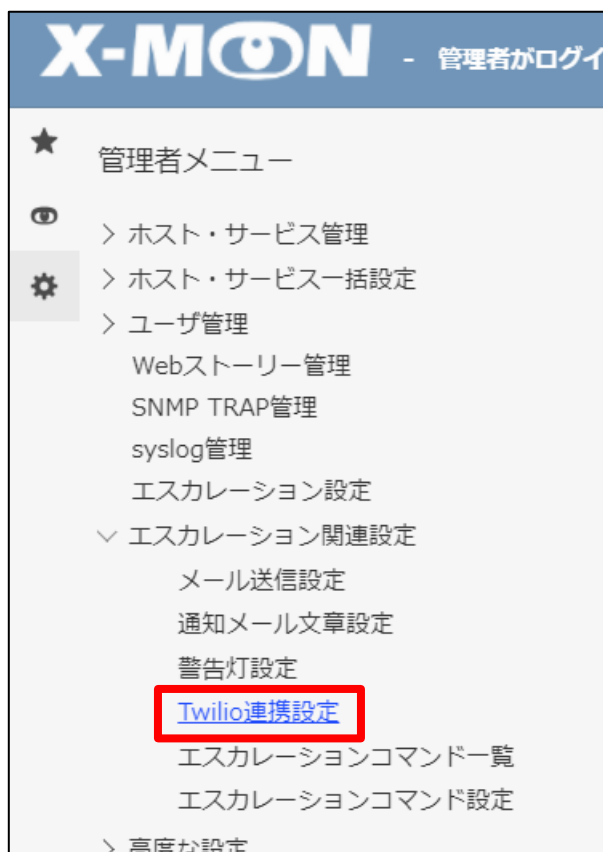 X-MON - 管理者がログイ
管理者メニュー
ホスト・サービス管理
ホスト・サービス一括設定
ユーザ管理
Webストーリー管理
SNMP TRAP管理
syslog管理
エスカレーション設定
エスカレーション関連設定
メール送信設定
通知メール文章設定
警告灯設定
Twilio連携設定
エスカレーションコマンド一覧
エスカレーションコマンド設定
高度な設定